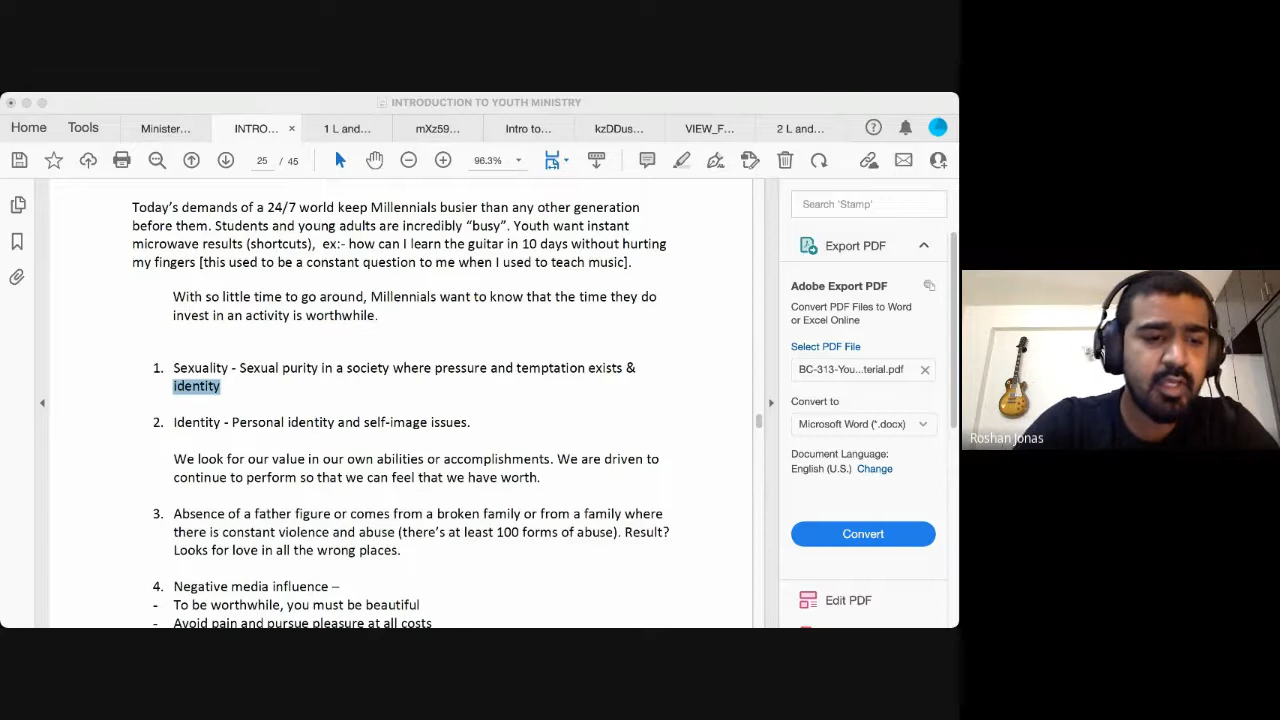 INTRODUCTION TO YOUTH MINISTRY
Home Tools Minister... INTRO... × 1 L and... mXz59... Intro to... kzDDus... VIEW_F... 2 L and...
25 / 45 96.3%
Today's demands of a 24/7 world keep Millennials busier than any other generation
before them. Students and young adults are incredibly "busy". Youth want instant
microwave results (shortcuts), ex:- how can I learn the guitar in 10 days without hurting
my fingers [this used to be a constant question to me when I used to teach music].
With so little time to go around, Millennials want to know that the time they do
invest in an activity is worthwhile.
1. Sexuality - Sexual purity in a society where pressure and temptation exists &
identity
2. Identity - Personal identity and self-image issues.
We look for our value in our own abilities or accomplishments. We are driven to
continue to perform so that we can feel that we have worth.
3. Absence of a father figure or comes from a broken family or from a family where
there is constant violence and abuse (there's at least 100 forms of abuse). Result?
Looks for love in all the wrong places.
4. Negative media influence –
- To be worthwhile, you must be beautiful
- Avoid pain and pursue pleasure at all costs
Search 'Stamp'
Export PDF
Adobe Export PDF
Convert PDF Files to Word
or Excel Online
Select PDF File
BC-313-You...terial.pdf
Convert to
Microsoft Word (*.docx)
Document Language:
English (U.S.) Change
Convert
Edit PDF
Roshan Jonas